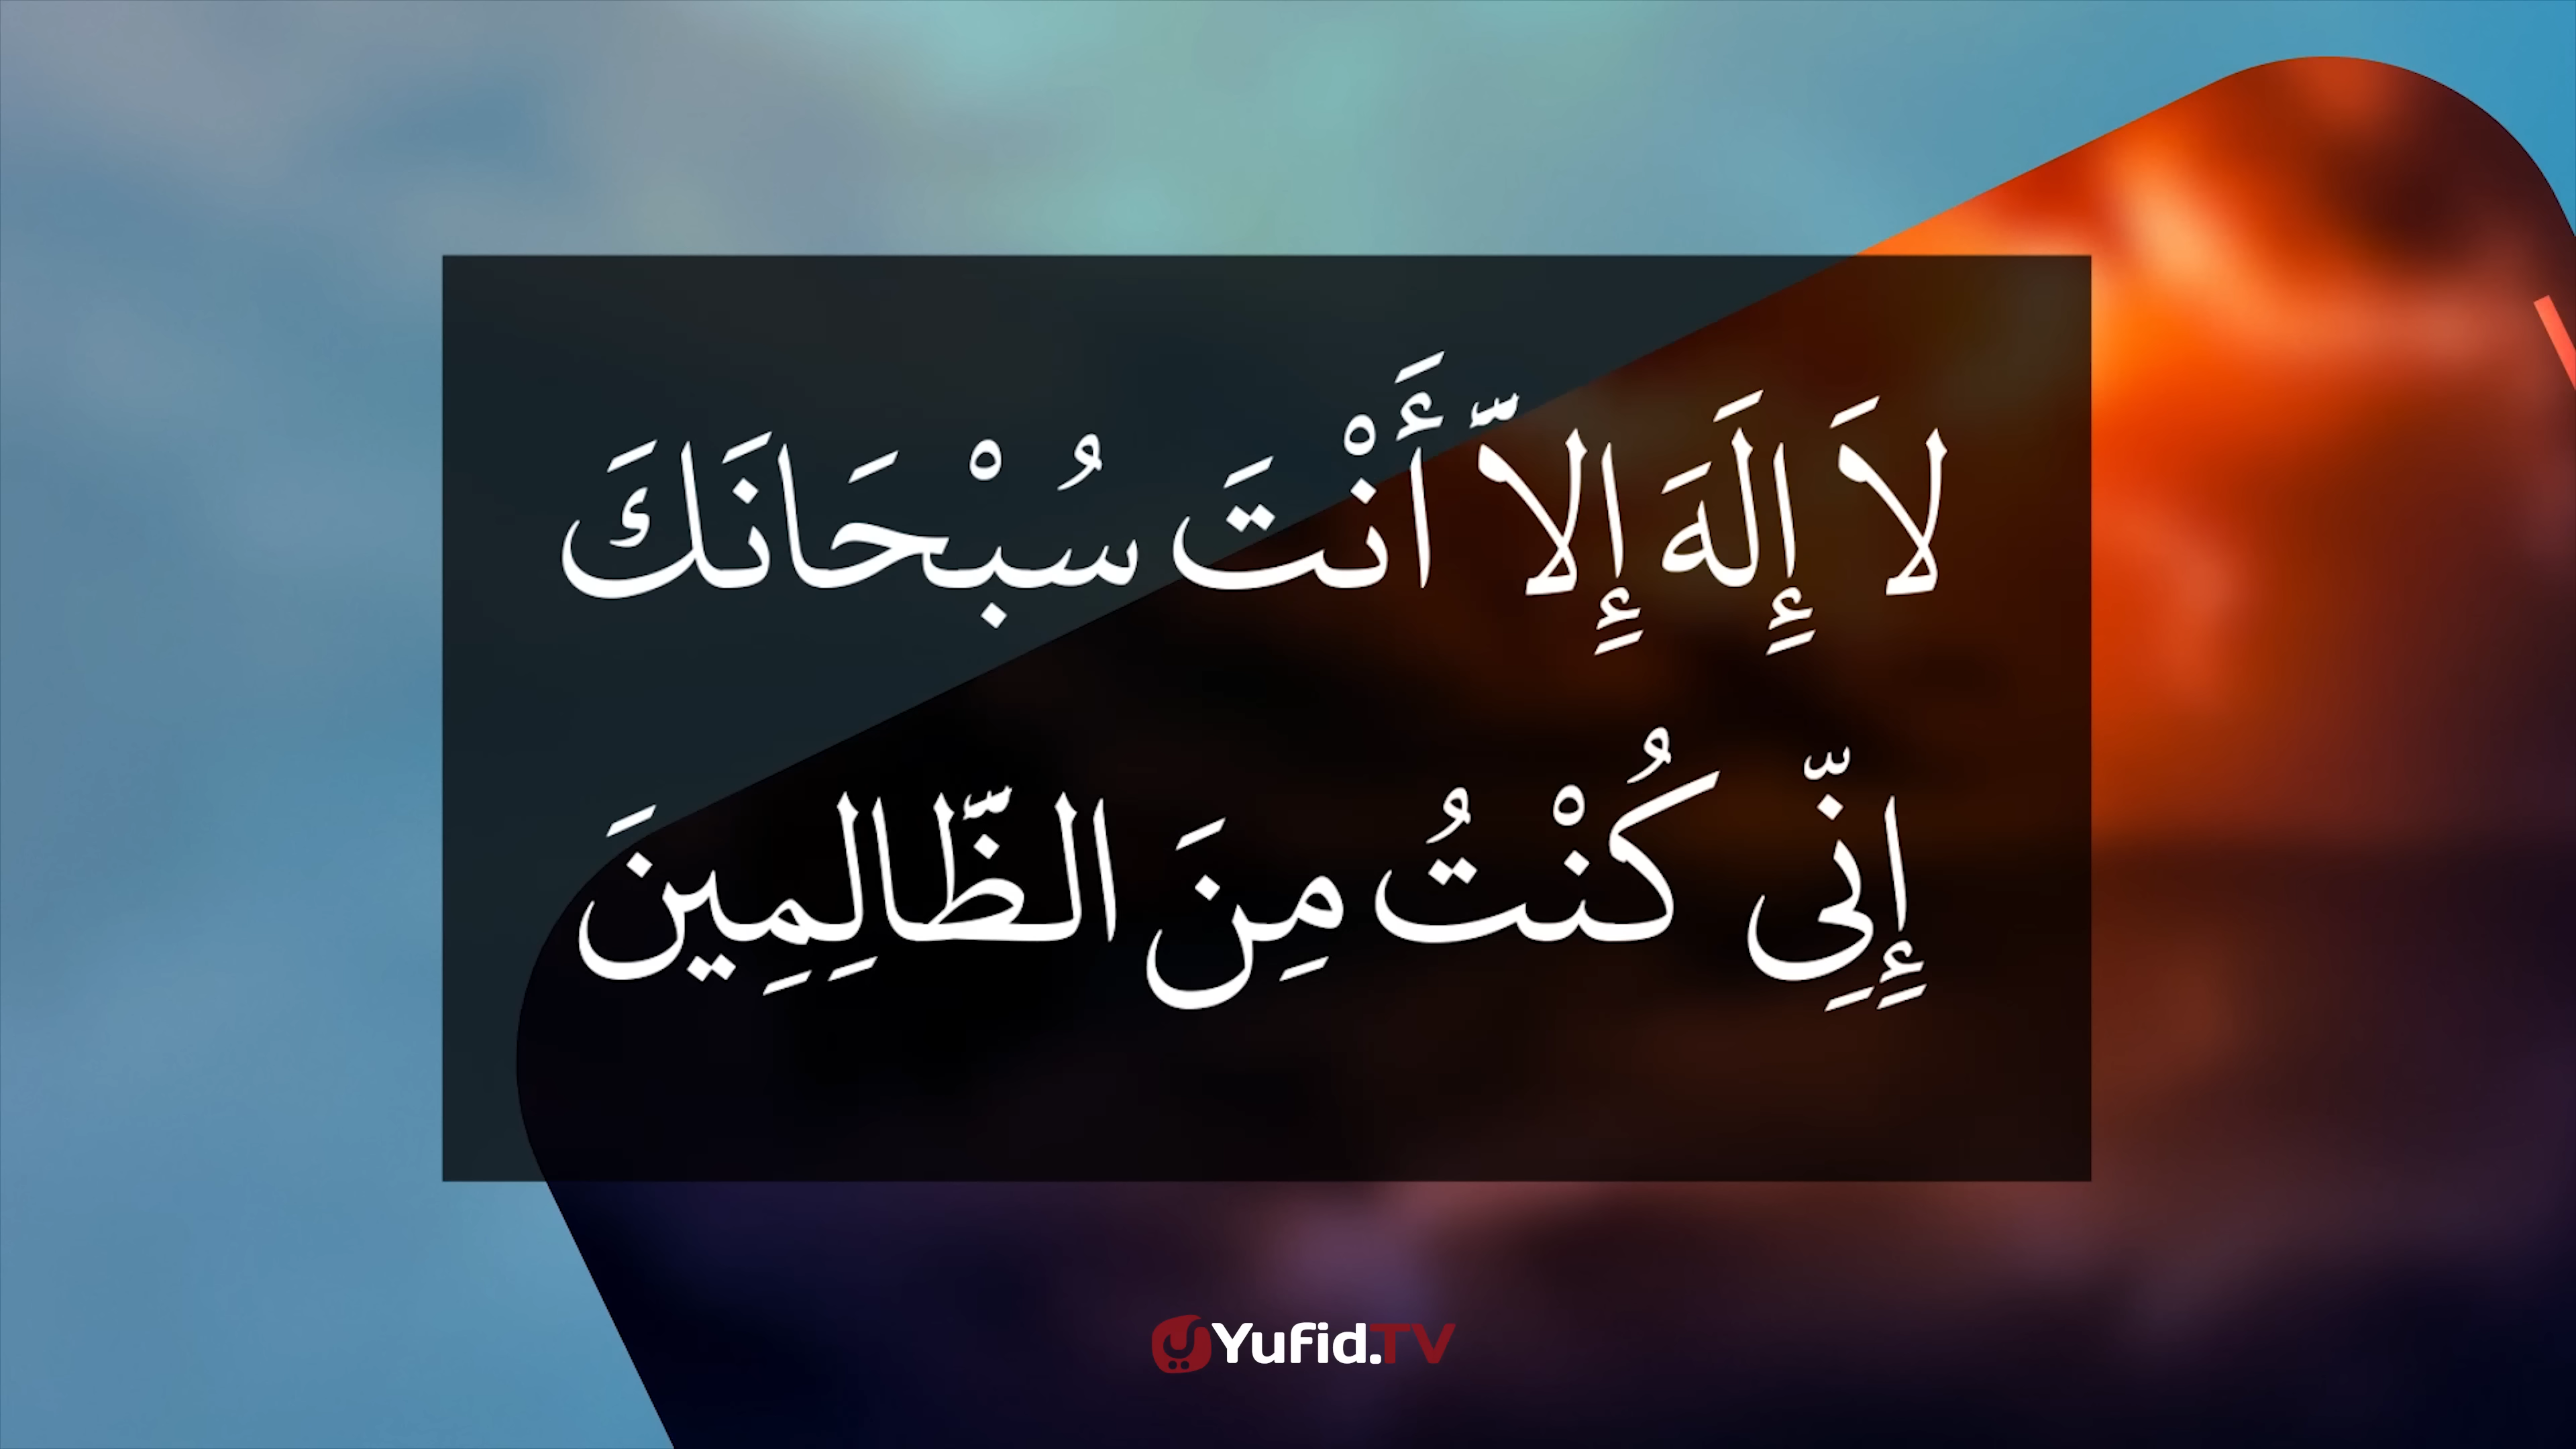 لاَ إِلَهَ إِلاّ أَنْتَ سُبْحَانَكَ
إِنِّي كُنْتُ مِنَ الظَّالِمِينَ
Yufid.TV